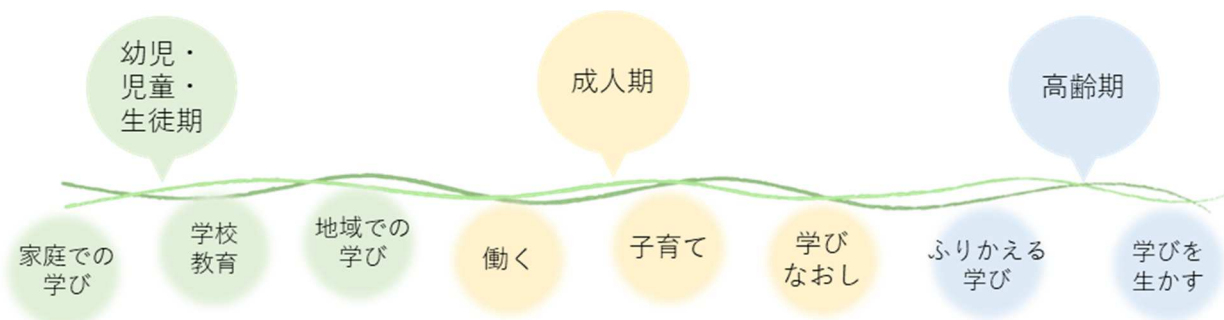 幼児・
児童・
生徒期
成人期
高齢期
家庭での
学び
学校
教育
地域での
学び
働く
子育て
学び
なおし
ふりかえる
学び
学びを
生かす